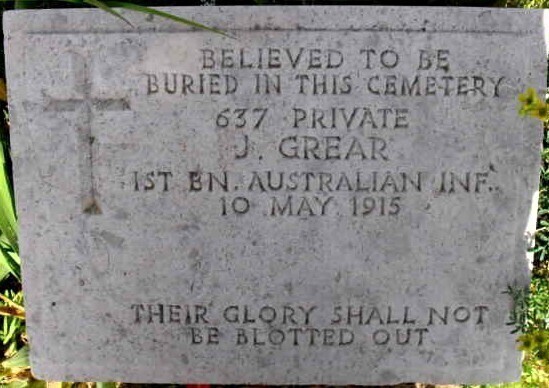 BELIEVED TO BE
BURIED IN THIS CEMETERY
637 PRIVATE
J. GREAR
1ST BN. AUSTRALIAN INF.
10 MAY 1915
THEIR GLORY SHALL NOT
BE BLOTTED OUT